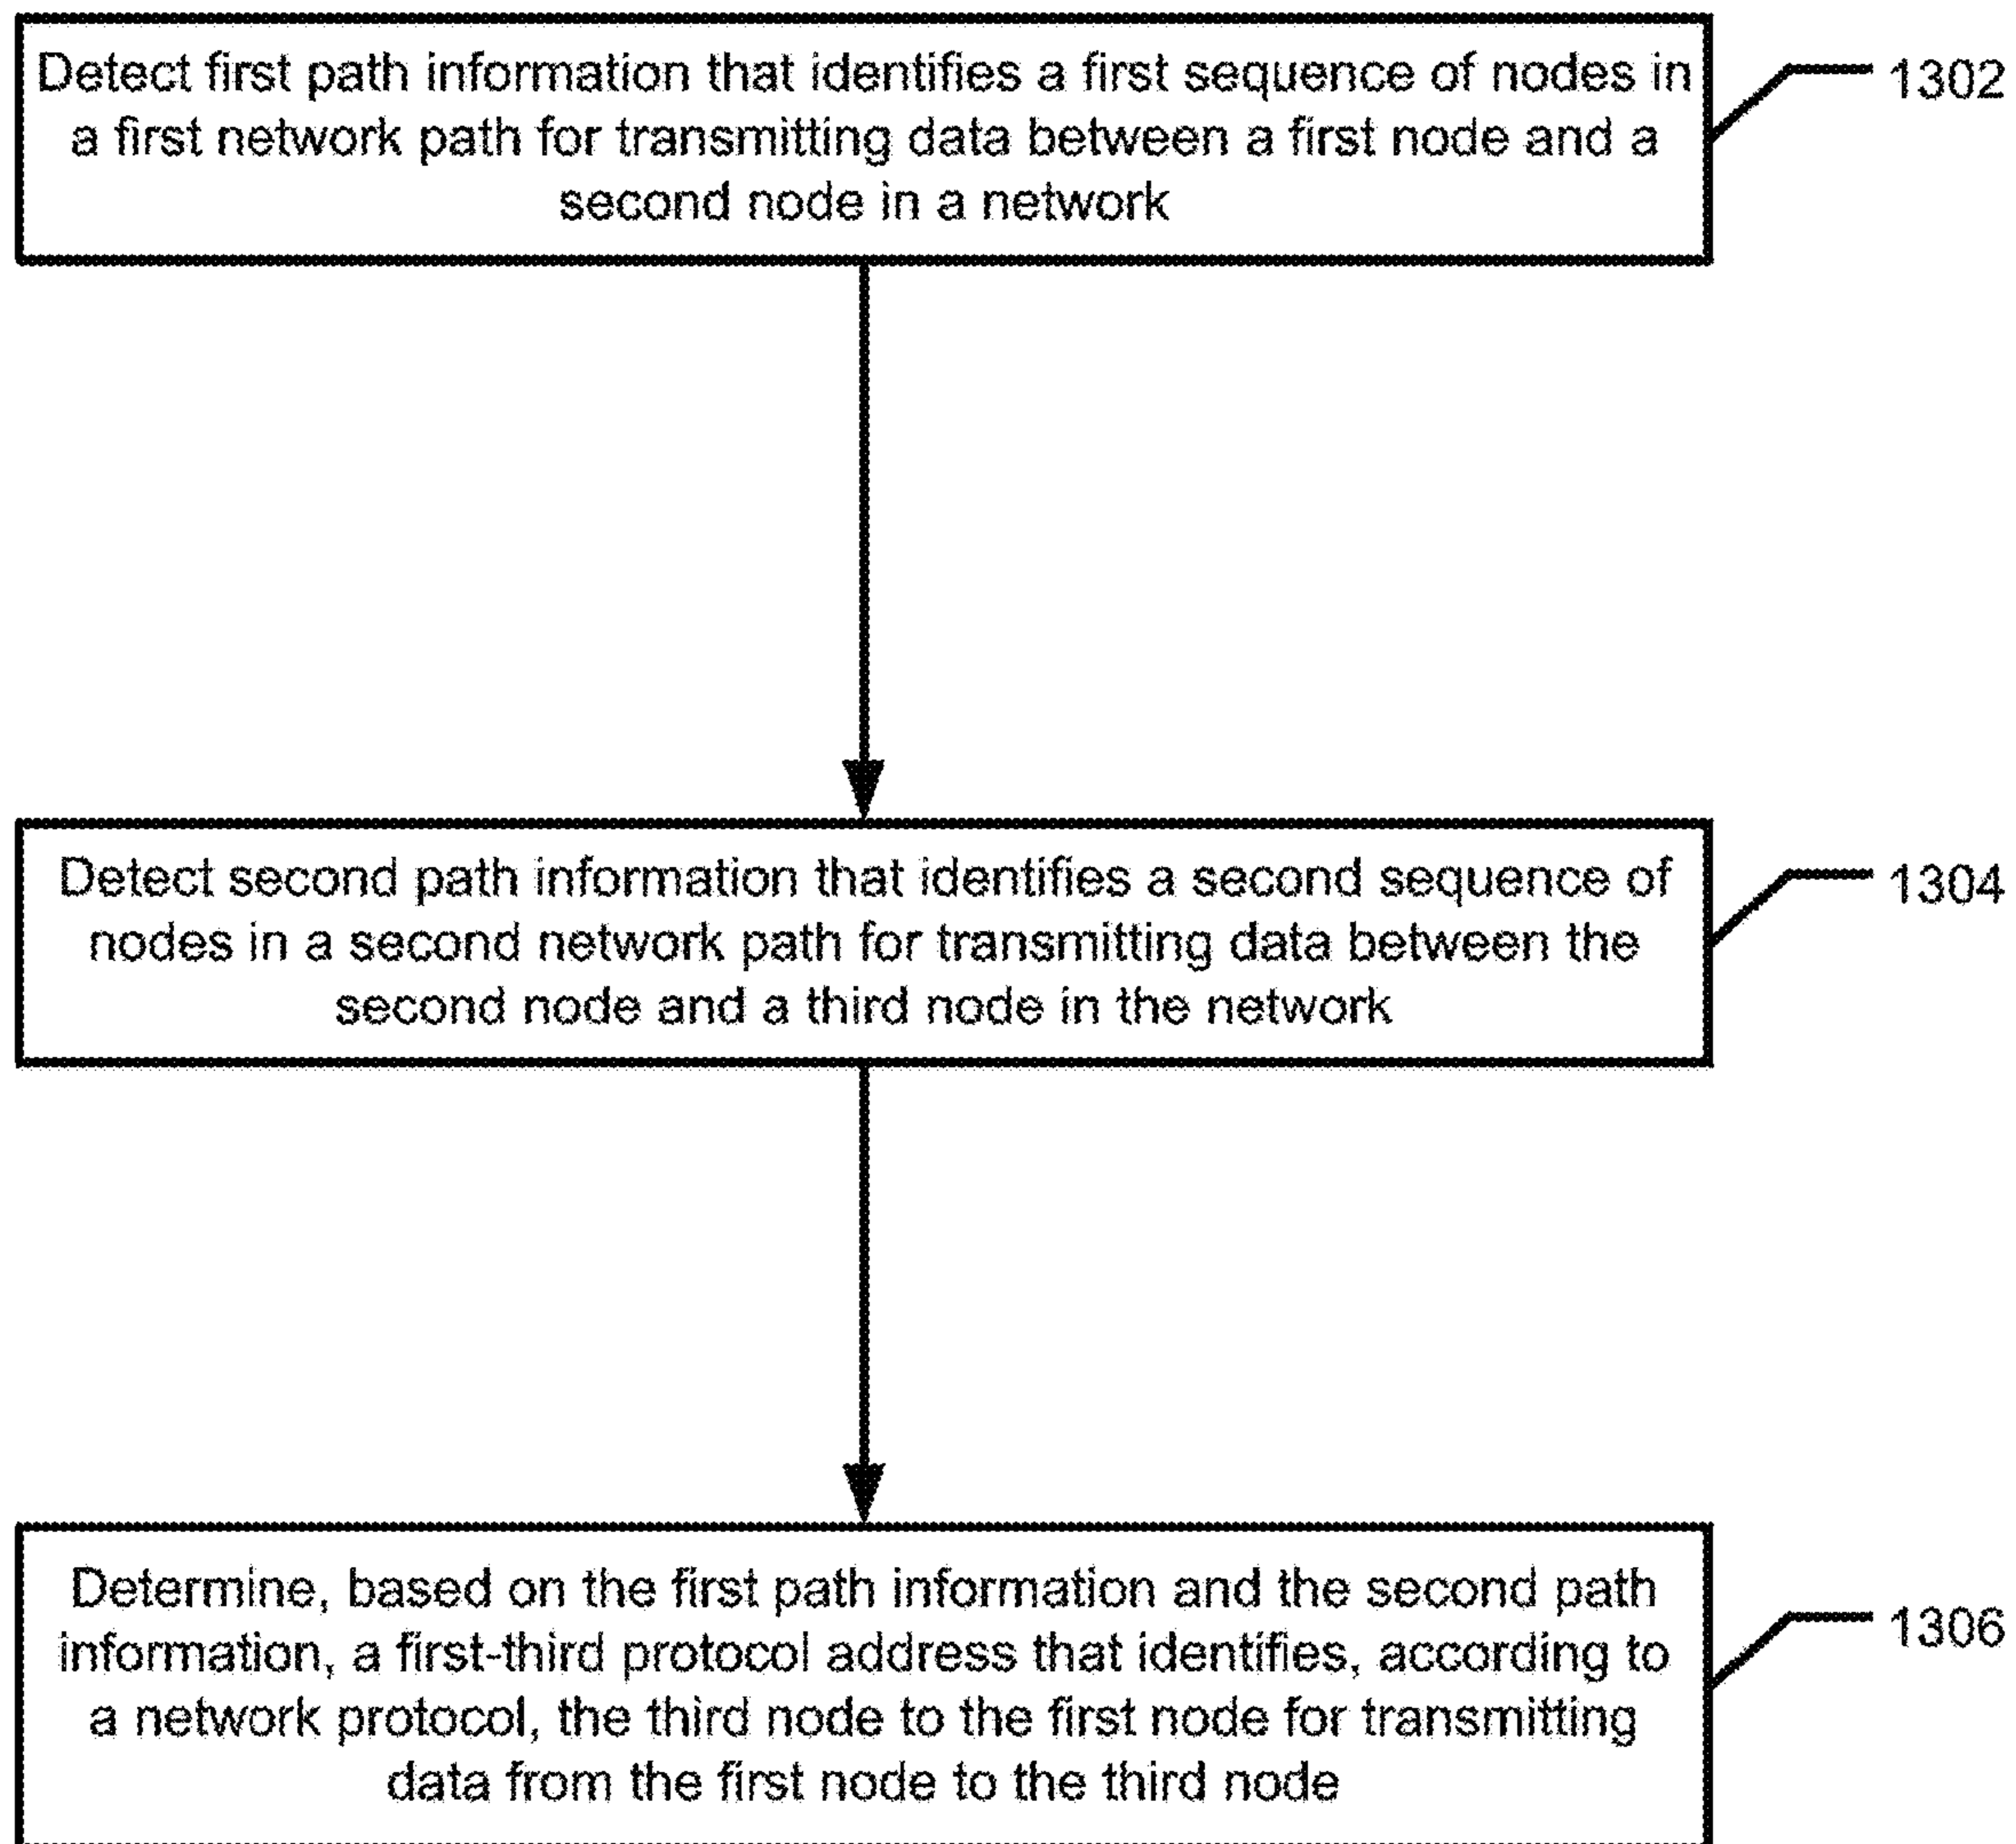 Detect first path information that identifies a first sequence of nodes in
a first network path for transmitting data between a first node and a
second node in a network
1302
Detect second path information that identifies a second sequence of
nodes in a second network path for transmitting data between the
second node and a third node in the network
1304
Determine, based on the first path information and the second path
information, a first-third protocol address that identifies, according to
a network protocol, the third node to the first node for transmitting
data from the first node to the third node
1306